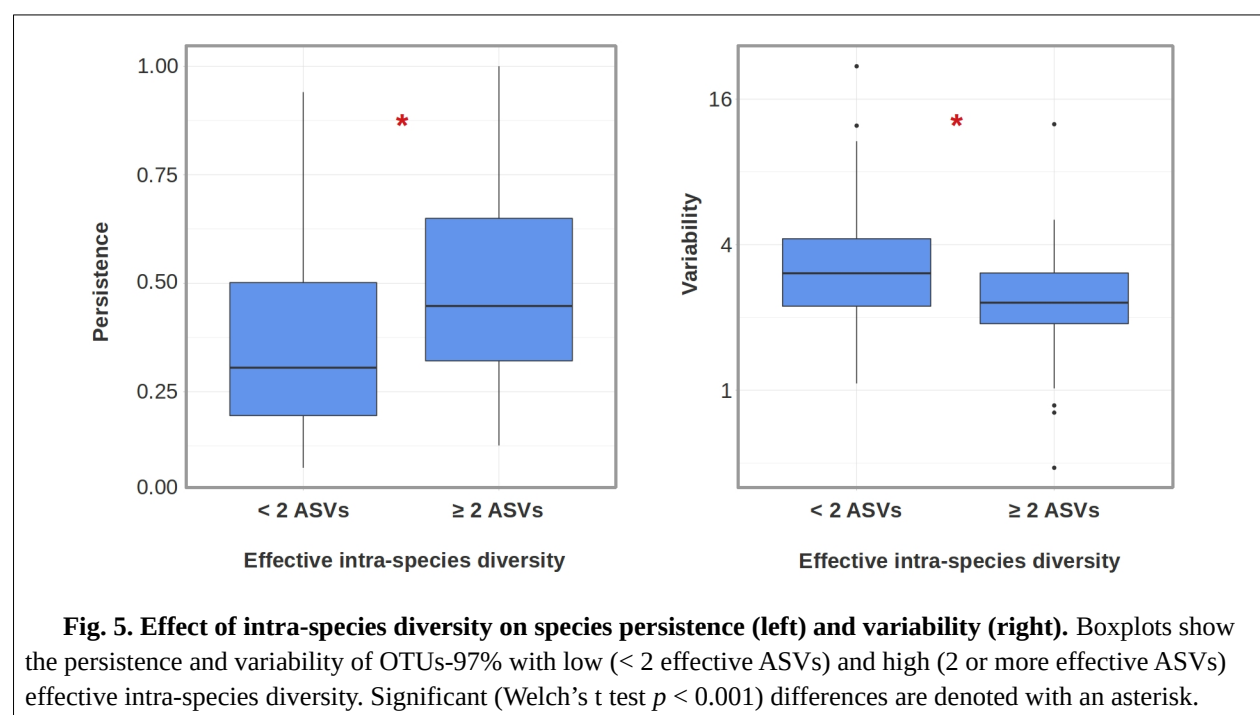 1.00
0.75
0.50
0.25
0.00
Persistence
*
< 2 ASVs
≥ 2 ASVs
Effective intra-species diversity
16
4
1
Variability
*
< 2 ASVs
≥ 2 ASVs
Effective intra-species diversity
Fig. 5. Effect of intra-species diversity on species persistence (left) and variability (right). Boxplots show
the persistence and variability of OTUs-97% with low (< 2 effective ASVs) and high (2 or more effective ASVs)
effective intra-species diversity. Significant (Welch’s t test p < 0.001) differences are denoted with an asterisk.